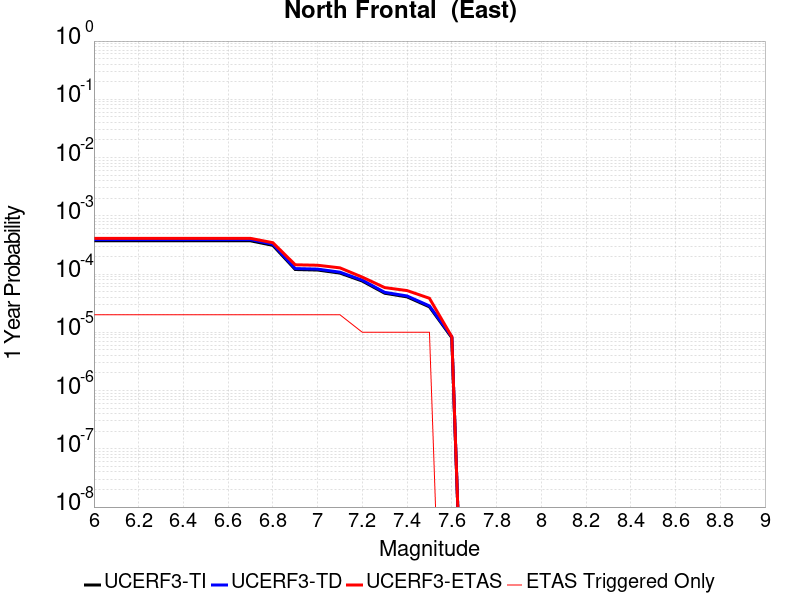 North Frontal  (East)
10^0
10^-1
10^-2
10^-3
10^-4
10^-5
10^-6
10^-7
10^-8
1 Year Probability
6 6.2 6.4 6.6 6.8 7 7.2 7.4 7.6 7.8 8 8.2 8.4 8.6 8.8 9
Magnitude
UCERF3-TI UCERF3-TD UCERF3-ETAS ETAS Triggered Only